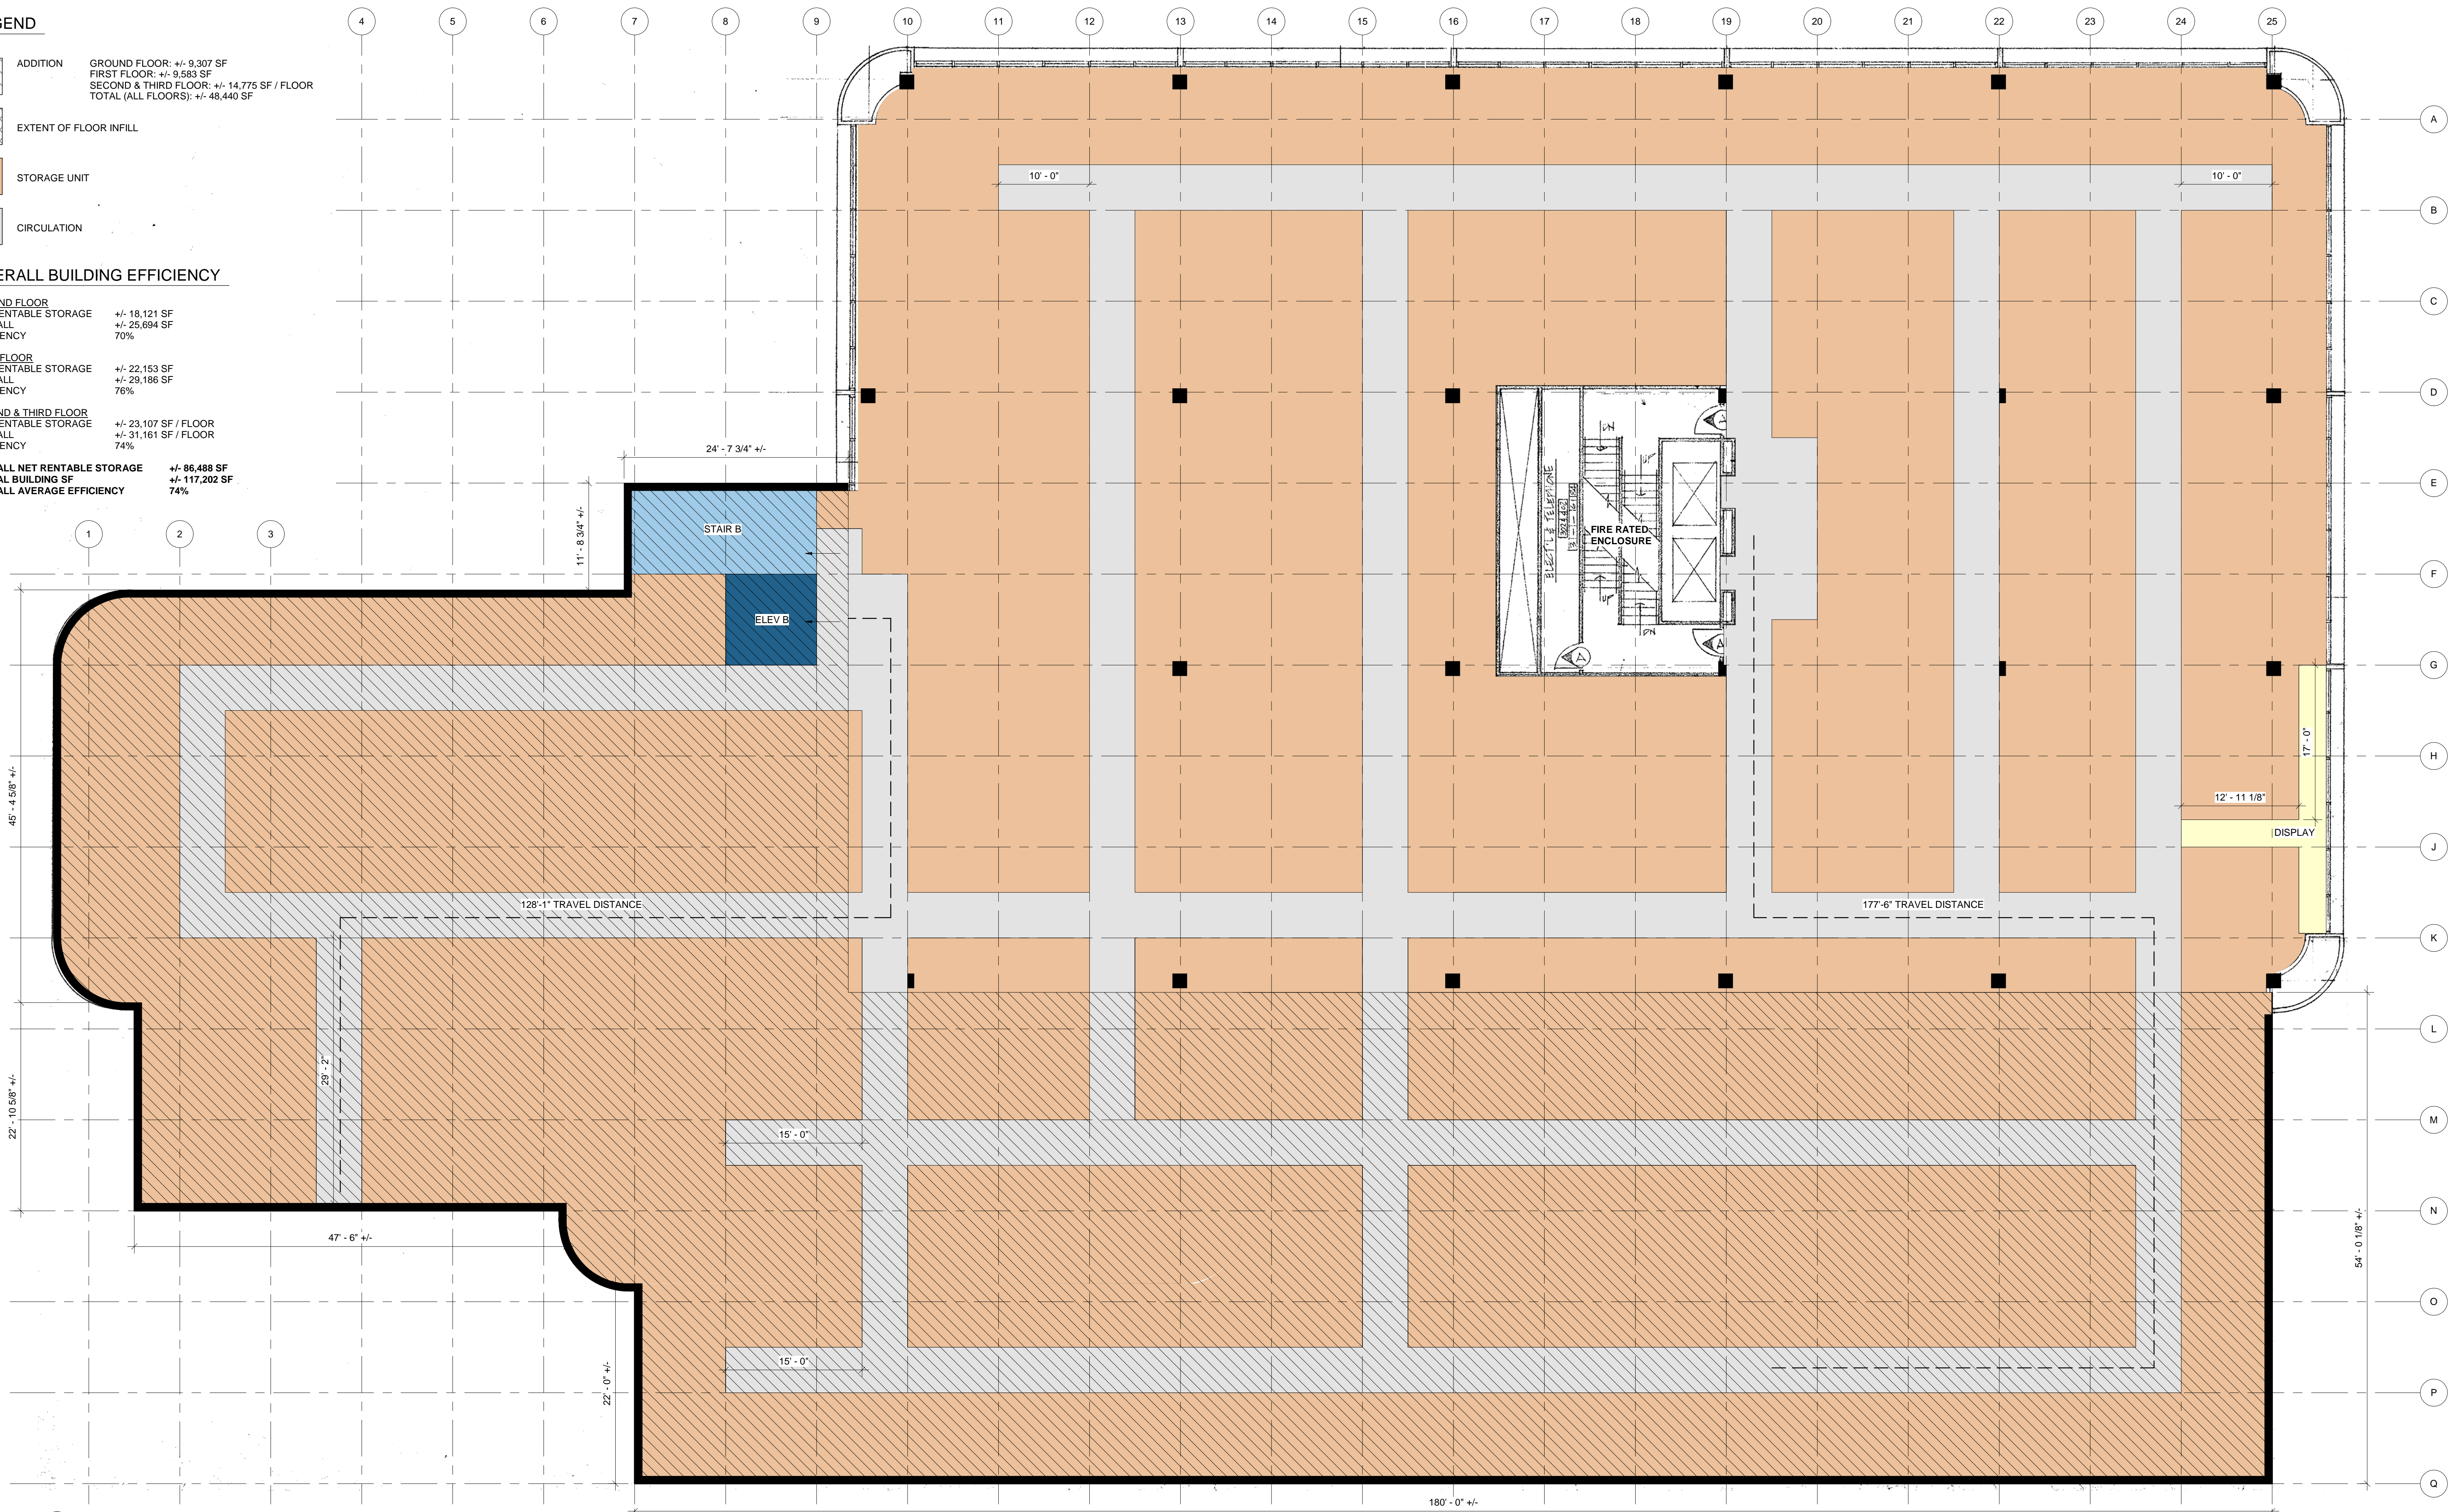 GEND
ADDITION GROUND FLOOR: +/- 9,307 SF
FIRST FLOOR: +/- 9,583 SF
SECOND & THIRD FLOOR: +/- 14,775 SF / FLOOR
TOTAL (ALL FLOORS): +/- 48,440 SF
EXTENT OF FLOOR INFILL
STORAGE UNIT
CIRCULATION
ERALL BUILDING EFFICIENCY
ND FLOOR
ENTABLE STORAGE +/- 18,121 SF
ALL +/- 25,694 SF
ENCY 70%
FLOOR
ENTABLE STORAGE +/- 22,153 SF
ALL +/- 29,186 SF
ENCY 76%
ND & THIRD FLOOR
ENTABLE STORAGE +/- 23,107 SF / FLOOR
ALL +/- 31,161 SF / FLOOR
ENCY 74%
ALL NET RENTABLE STORAGE +/- 86,488 SF
AL BUILDING SF +/- 117,202 SF
ALL AVERAGE EFFICIENCY 74%
4 5 6 7 8 9 10 11 12 13 14 15 16 17 18 19 20 21 22 23 24 25
1 2 3
A
B
C
D
E
F
G
H
J
K
L
M
N
O
P
Q
10' - 0"
10' - 0"
24' - 7 3/4" +/-
11' - 8 3/4" +/-
STAIR B
ELEV B
DN
UP
ELECT'L & TELEPHONE
FIRE RATED
ENCLOSURE
UP
DN
A
A
A
17' - 0"
12' - 11 1/8"
DISPLAY
45' - 4 5/8" +/-
128'-1" TRAVEL DISTANCE
177'-6" TRAVEL DISTANCE
29' - 2"
22' - 10 5/8" +/-
15' - 0"
47' - 6" +/-
54' - 0 1/8" +/-
15' - 0"
22' - 0" +/-
180' - 0" +/-